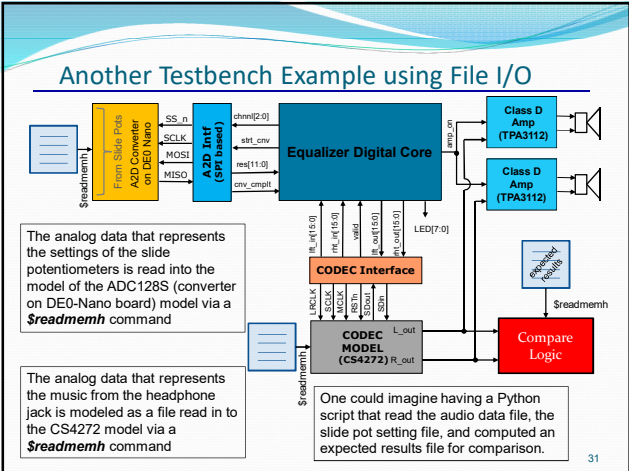 Another Testbench Example using File I/O
$readmemh
From Slide Pots
A2D Converter
on DE0 Nano
SS_n
SCLK
MOSI
MISO
A2D Intf
(SPI based)
chnnl[2:0]
strt_cnv
res[11:0]
cnv_cmplt
Equalizer Digital Core
amp_on
Class D
Amp
(TPA3112)
Class D
Amp
(TPA3112)
LED[7:0]
lft_in[15:0]
rht_in[15:0]
valid
lft_out[15:0]
rht_out[15:0]
CODEC Interface
LRCLK
SCLK
MCLK
RSTn
SDout
SDin
The analog data that represents
the settings of the slide
potentiometers is read into the
model of the ADC128S (converter
on DE0-Nano board) model via a
$readmemh command
expected
results
$readmemh
CODEC
MODEL
(CS4272)
L_out
R_out
Compare
Logic
$readmemh
The analog data that represents
the music from the headphone
jack is modeled as a file read in to
the CS4272 model via a
$readmemh command
One could imagine having a Python
script that read the audio data file, the
slide pot setting file, and computed an
expected results file for comparison.
31